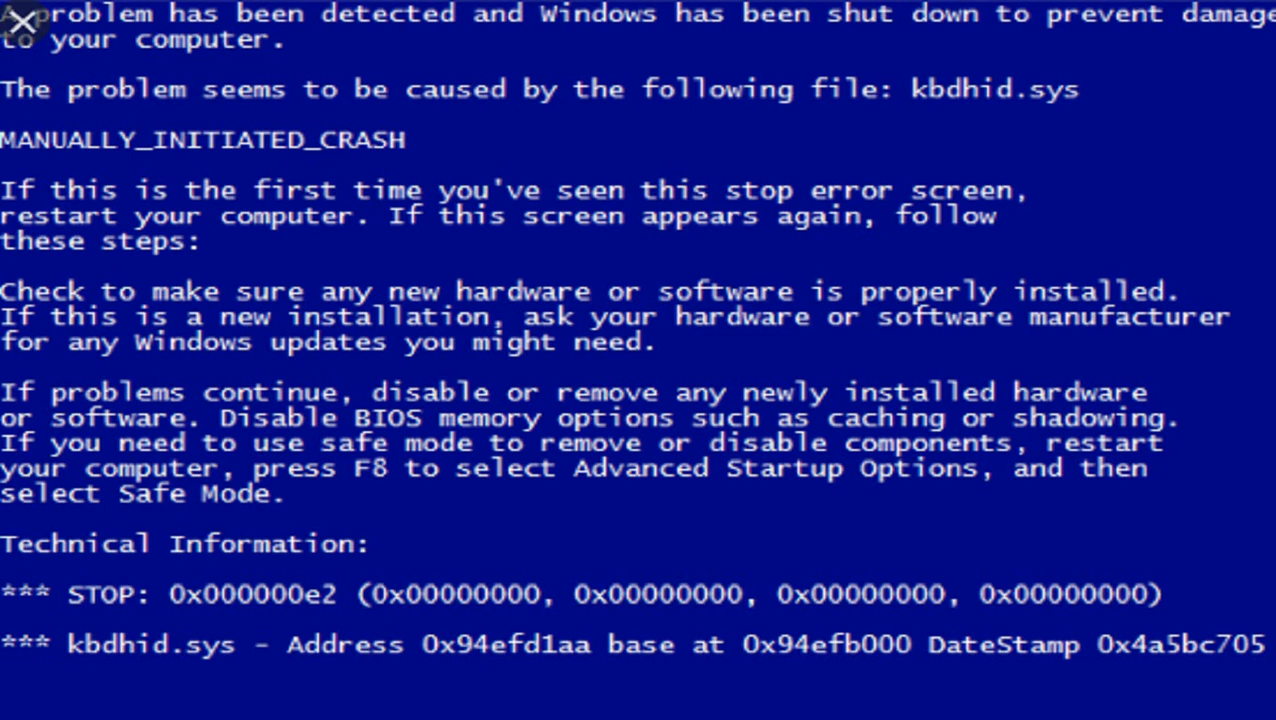 A problem has been detected and Windows has been shut down to prevent damage
to your computer.
The problem seems to be caused by the following file: kbdhid.sys
MANUALLY_INITIATED_CRASH
If this is the first time you've seen this stop error screen,
restart your computer. If this screen appears again, follow
these steps:
Check to make sure any new hardware or software is properly installed.
If this is a new installation, ask your hardware or software manufacturer
for any Windows updates you might need.
If problems continue, disable or remove any newly installed hardware
or software. Disable BIOS memory options such as caching or shadowing.
If you need to use safe mode to remove or disable components, restart
your computer, press F8 to select Advanced Startup Options, and then
select Safe Mode.
Technical Information:
*** STOP: 0x000000e2 (0x00000000, 0x00000000, 0x00000000, 0x00000000)
*** kbdhid.sys - Address 0x94efd1aa base at 0x94efb000 DateStamp 0x4a5bc705